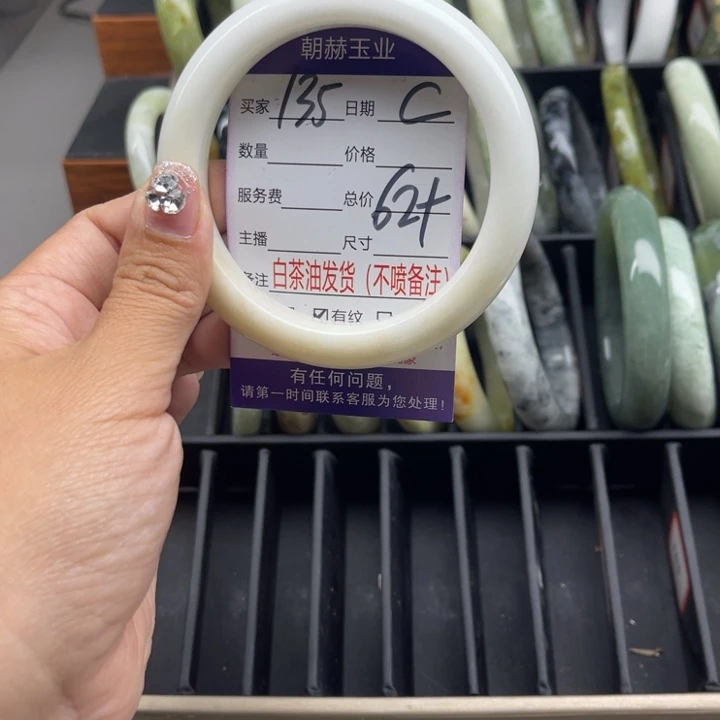 朝赫玉业
买家 135 日期 C
数量 价格
服务费 总价 62+
主播 尺寸
备注 白茶油发货（不喷备注）
☑有纹
有任何问题，
请第一时间联系客服为您处理！